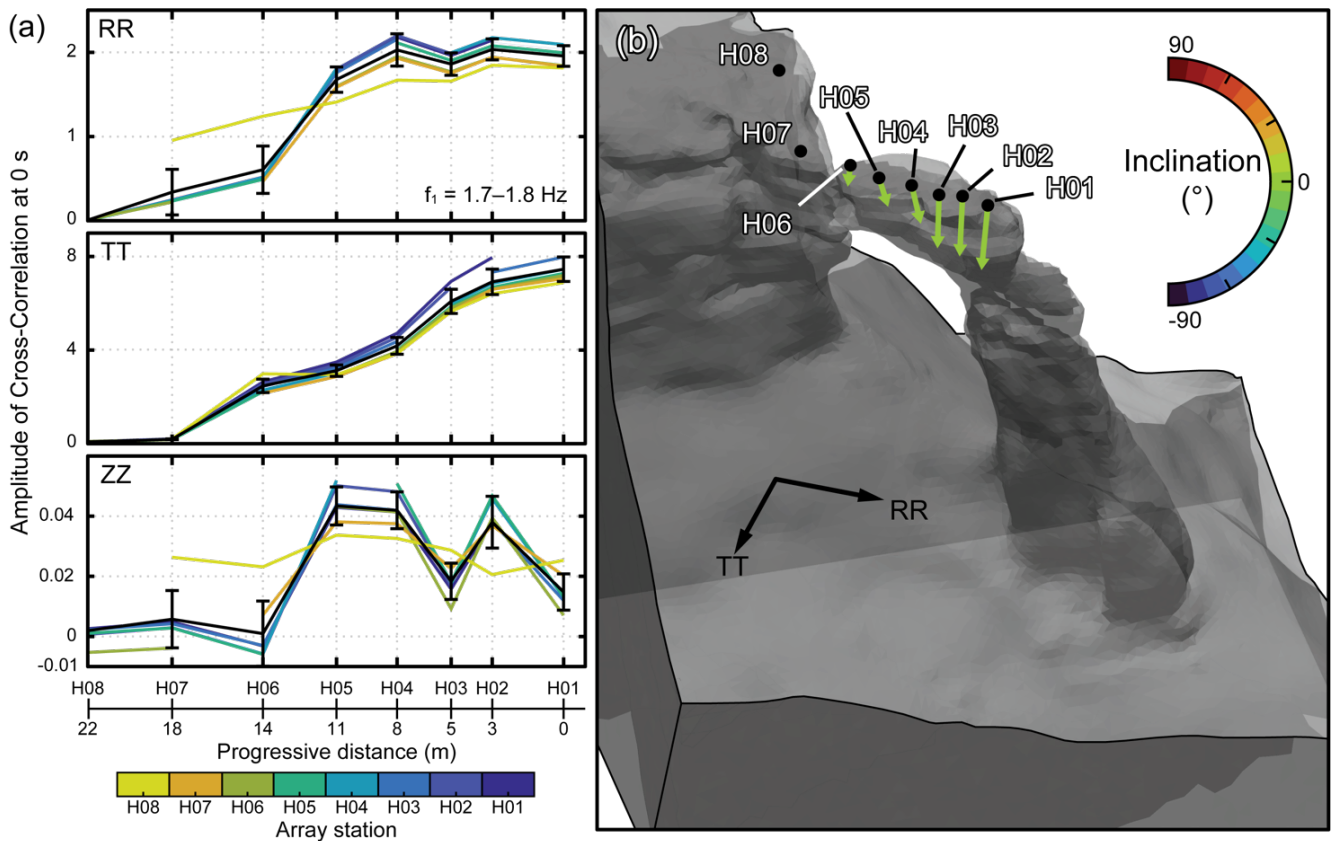 (a)
RR
2
1
0
f₁ = 1.7–1.8 Hz
TT
8
4
0
ZZ
0.04
0.02
0
-0.01
Amplitude of Cross-Correlation at 0 s
H08 H07 H06 H05 H04 H03 H02 H01
22 18 14 11 8 5 3 0
Progressive distance (m)
H08 H07 H06 H05 H04 H03 H02 H01
Array station
(b)
H08
H07
H06
H05
H04
H03
H02
H01
RR
TT
90
Inclination
(°)
0
-90